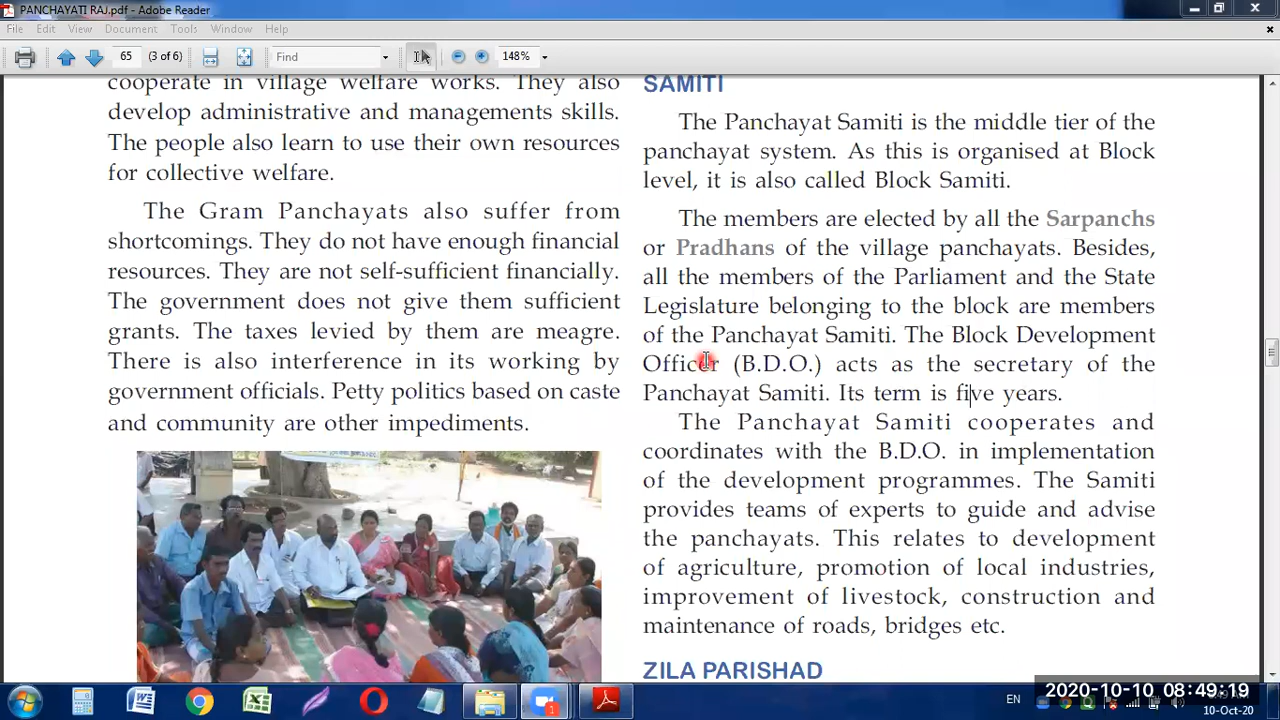 PANCHAYATI RAJ.pdf - Adobe Reader
File Edit View Document Tools Window Help
65 (3 of 6) Find 148%
cooperate in village welfare works. They also
develop administrative and managements skills.
The people also learn to use their own resources
for collective welfare.
The Gram Panchayats also suffer from
shortcomings. They do not have enough financial
resources. They are not self-sufficient financially.
The government does not give them sufficient
grants. The taxes levied by them are meagre.
There is also interference in its working by
government officials. Petty politics based on caste
and community are other impediments.
SAMITI
The Panchayat Samiti is the middle tier of the
panchayat system. As this is organised at Block
level, it is also called Block Samiti.
The members are elected by all the Sarpanchs
or Pradhans of the village panchayats. Besides,
all the members of the Parliament and the State
Legislature belonging to the block are members
of the Panchayat Samiti. The Block Development
Officer (B.D.O.) acts as the secretary of the
Panchayat Samiti. Its term is five years.
The Panchayat Samiti cooperates and
coordinates with the B.D.O. in implementation
of the development programmes. The Samiti
provides teams of experts to guide and advise
the panchayats. This relates to development
of agriculture, promotion of local industries,
improvement of livestock, construction and
maintenance of roads, bridges etc.
ZILA PARISHAD
EN
2020-10-10 08:49:19
10-Oct-20